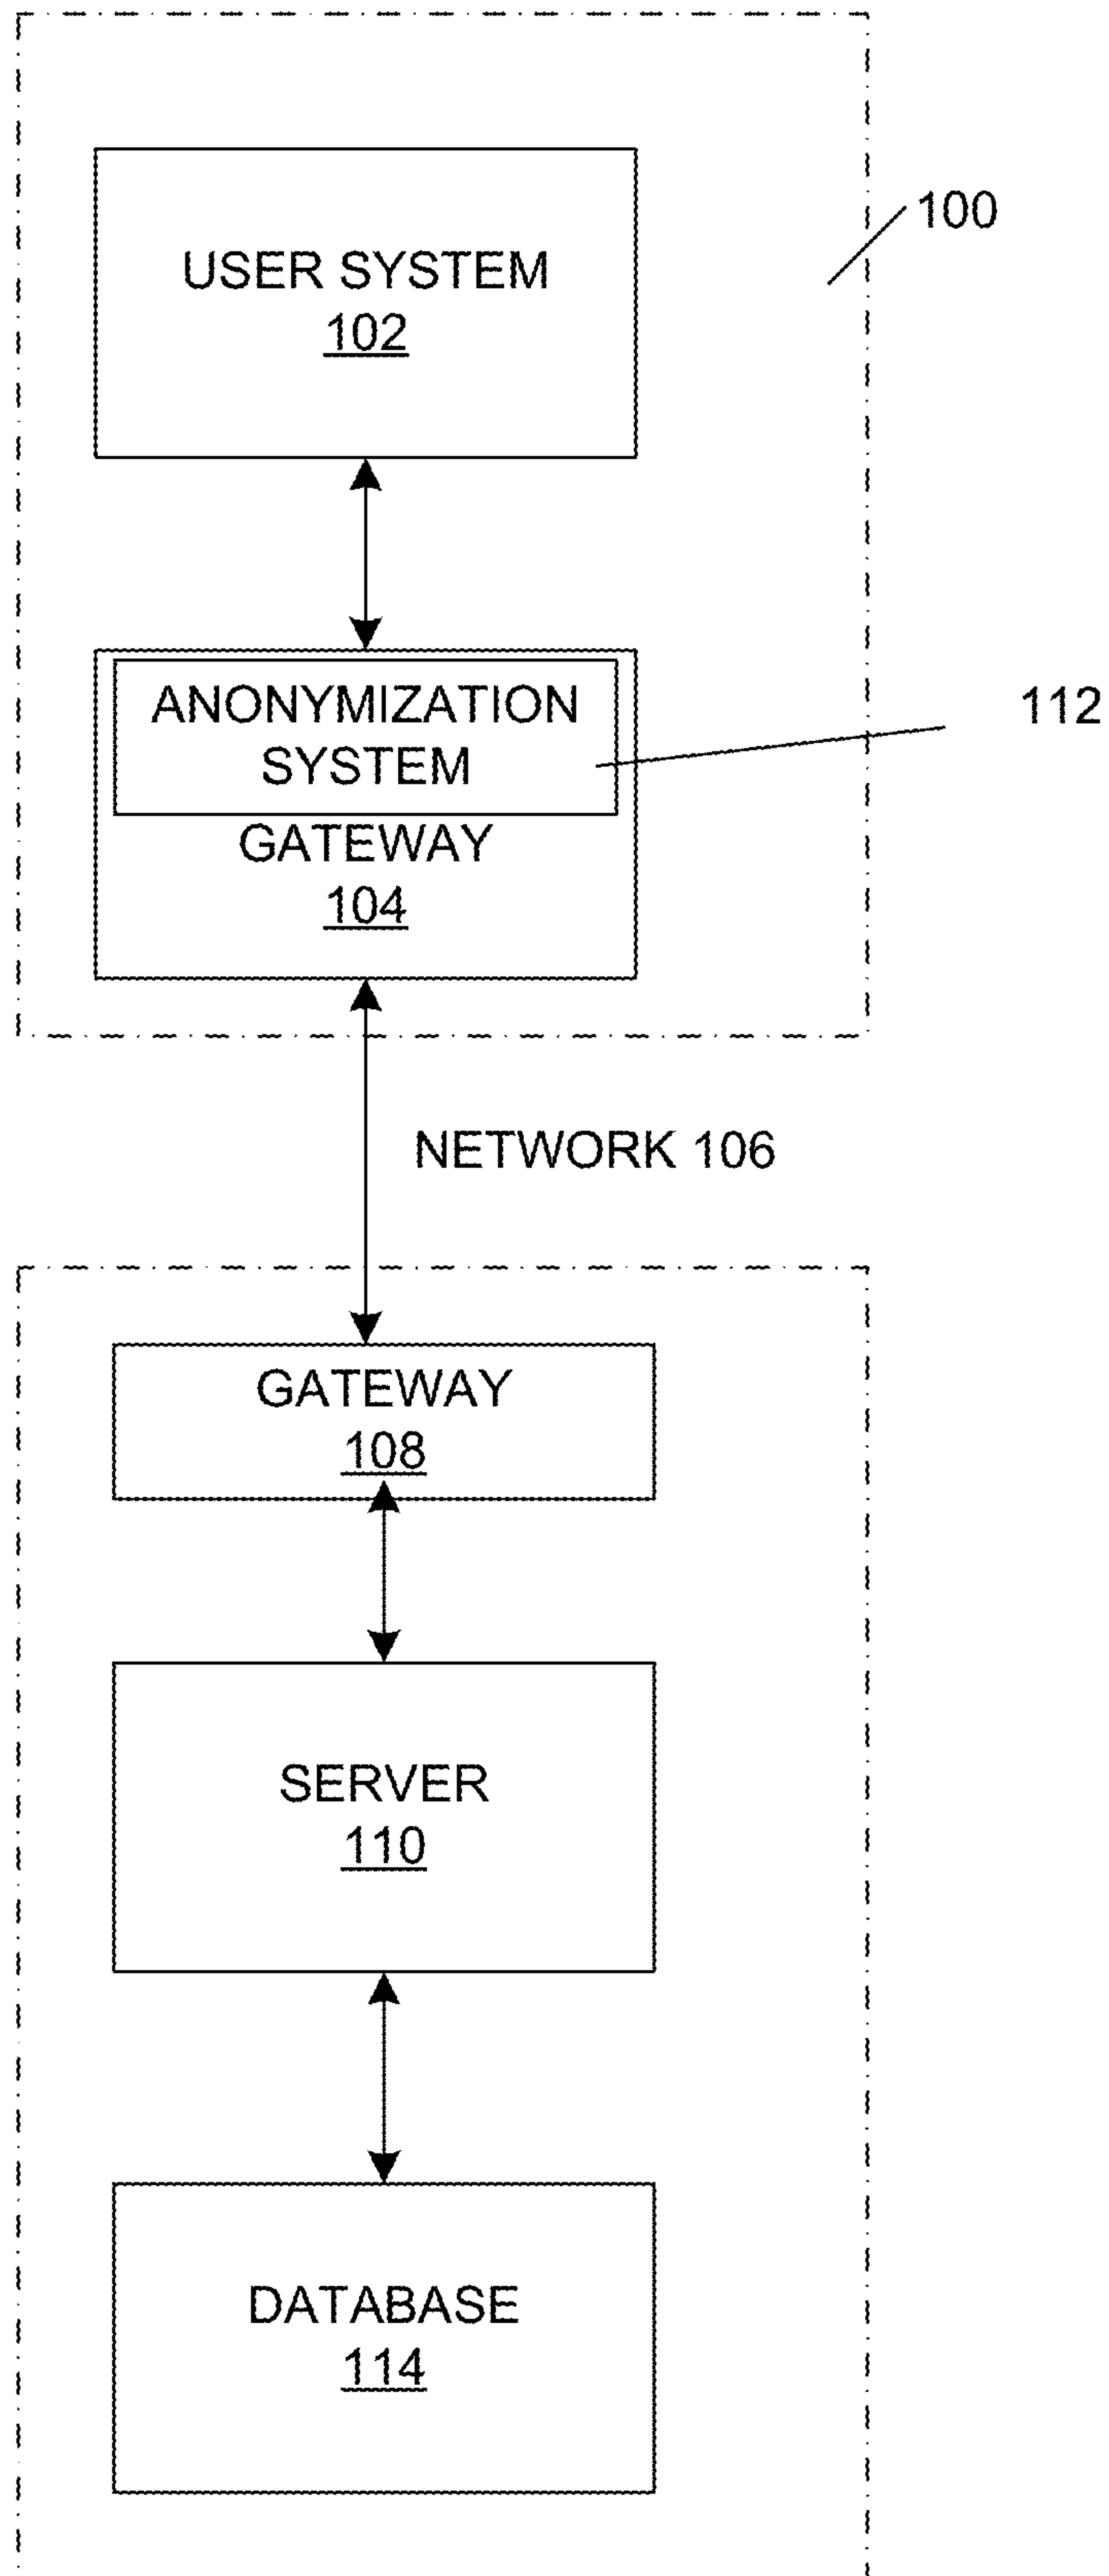 100
USER SYSTEM
102
112
ANONYMIZATION
SYSTEM
GATEWAY
104
NETWORK 106
GATEWAY
108
SERVER
110
DATABASE
114